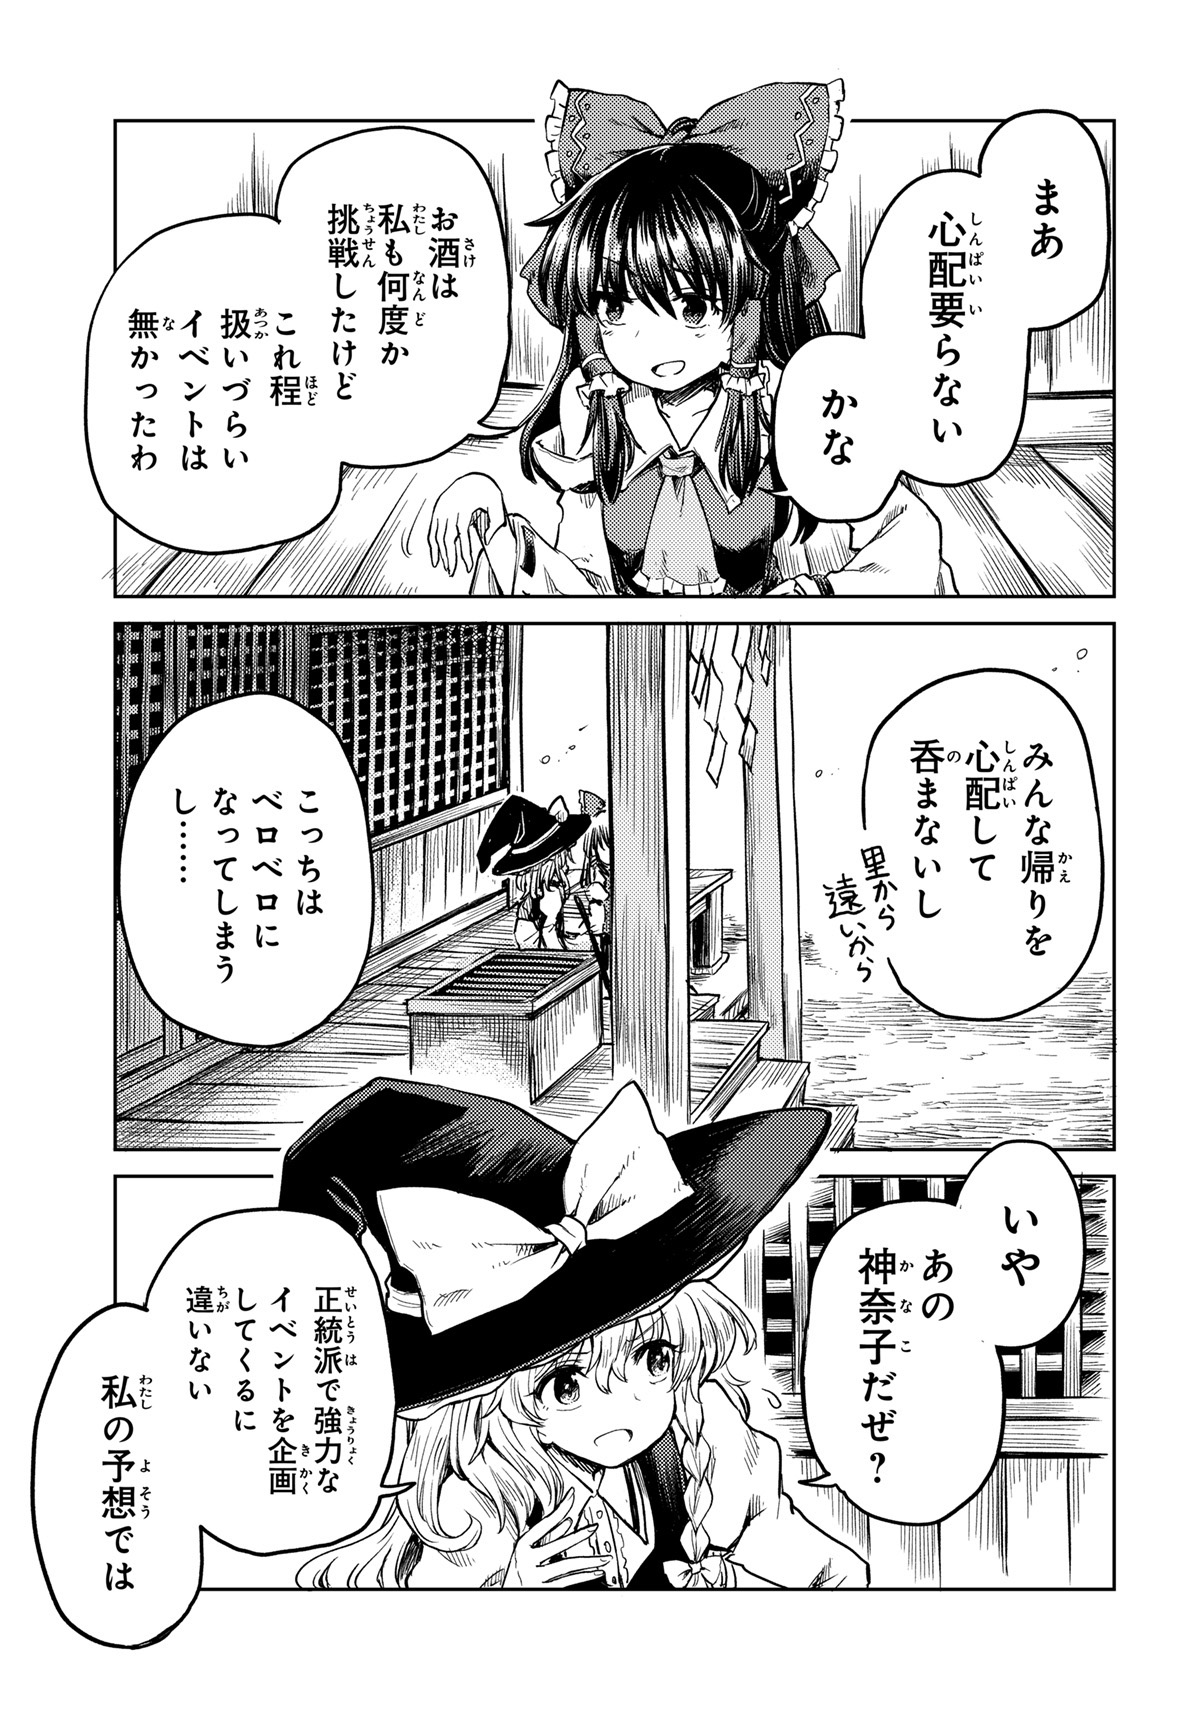 まあ
心配要らない
かな
お酒は
私も何度か
挑戦したけど
これ程
扱いづらい
イベントは
無かったわ
みんな帰りを
心配して
呑まないし
里から
遠いから
こっちは
ベロベロに
なってしまう
し……
いや
あの
神奈子だぜ?
正統派で強力な
イベントを企画
してくるに
違いない
私の予想では